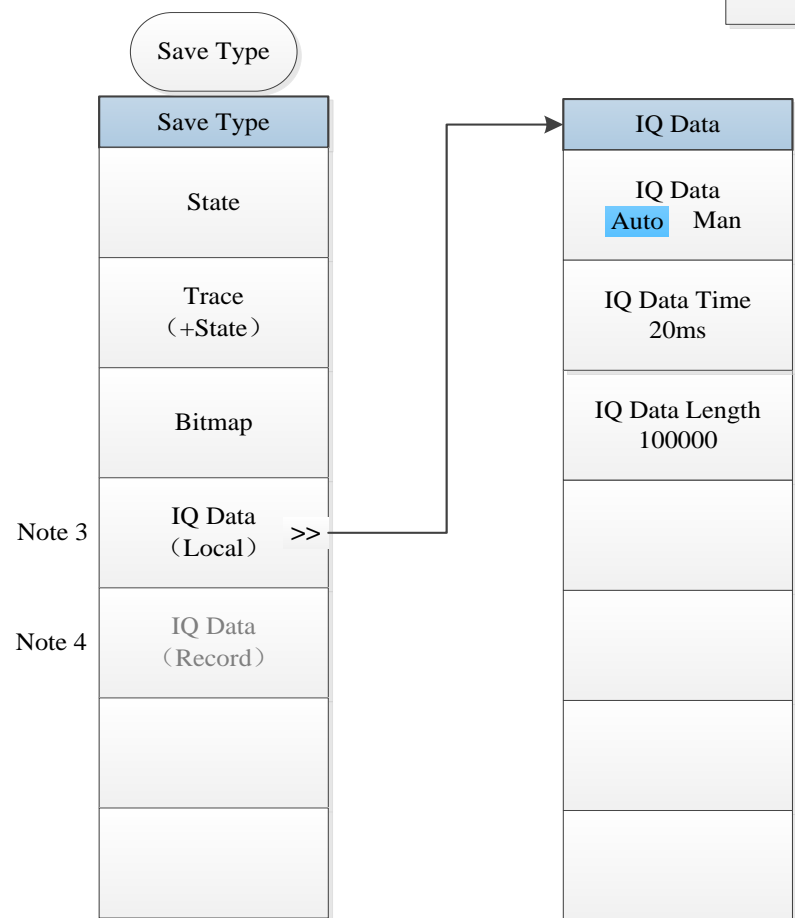 Save Type
Save Type
State
Trace
（+State）
Bitmap
Note 3
IQ Data
（Local）
>>
Note 4
IQ Data
（Record）
IQ Data
IQ Data
Auto Man
IQ Data Time
20ms
IQ Data Length
100000